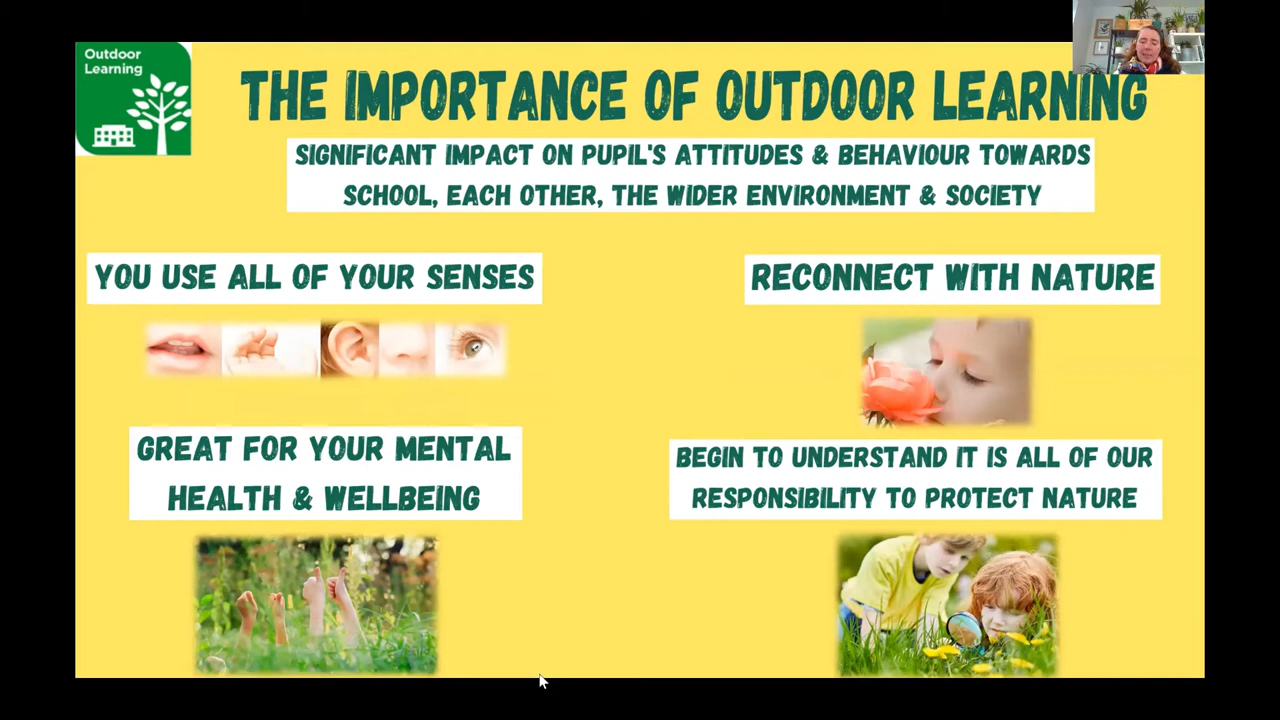 Outdoor
Learning
THE IMPORTANCE OF OUTDOOR LEARNING
SIGNIFICANT IMPACT ON PUPIL'S ATTITUDES & BEHAVIOUR TOWARDS
SCHOOL, EACH OTHER, THE WIDER ENVIRONMENT & SOCIETY
YOU USE ALL OF YOUR SENSES
RECONNECT WITH NATURE
GREAT FOR YOUR MENTAL
HEALTH & WELLBEING
BEGIN TO UNDERSTAND IT IS ALL OF OUR
RESPONSIBILITY TO PROTECT NATURE